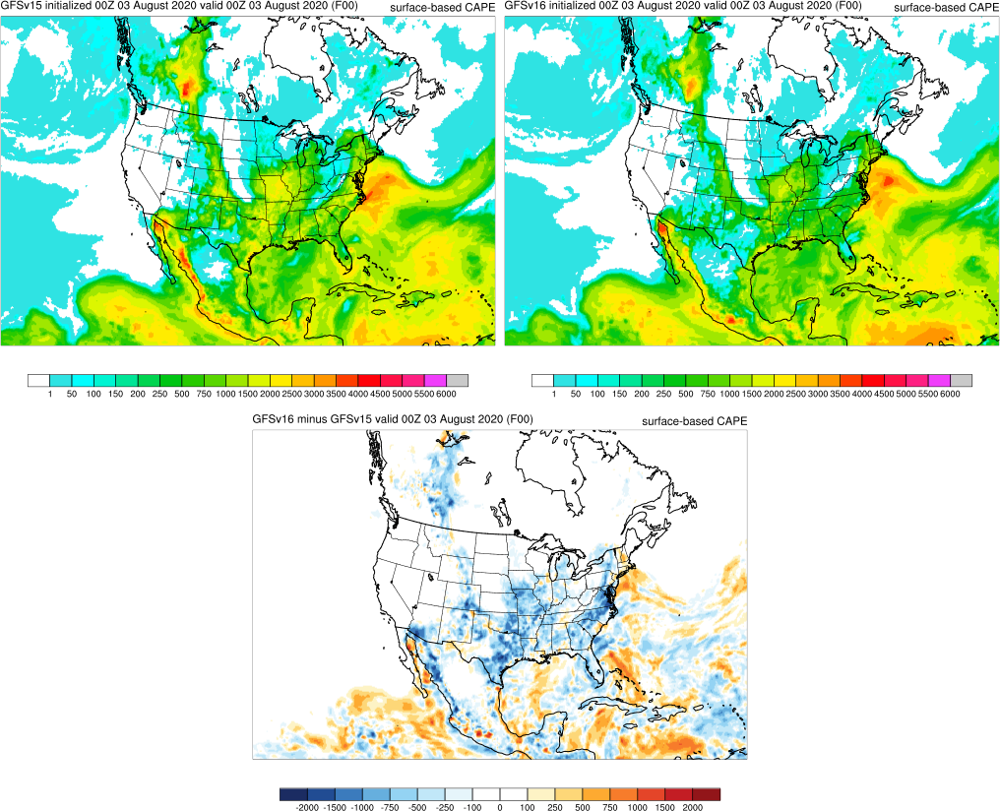 GFSv15 initialized 00Z 03 August 2020 valid 00Z 03 August 2020 (F00) surface-based CAPE
GFSv16 initialized 00Z 03 August 2020 valid 00Z 03 August 2020 (F00) surface-based CAPE
1 50 100 150 200 250 500 750 1000 1500 2000 2500 3000 3500 4000 4500 5000 5500 6000
1 50 100 150 200 250 500 750 1000 1500 2000 2500 3000 3500 4000 4500 5000 5500 6000
GFSv16 minus GFSv15 valid 00Z 03 August 2020 (F00) surface-based CAPE
-2000 -1500 -1000 -750 -500 -250 -100 0 100 250 500 750 1000 1500 2000